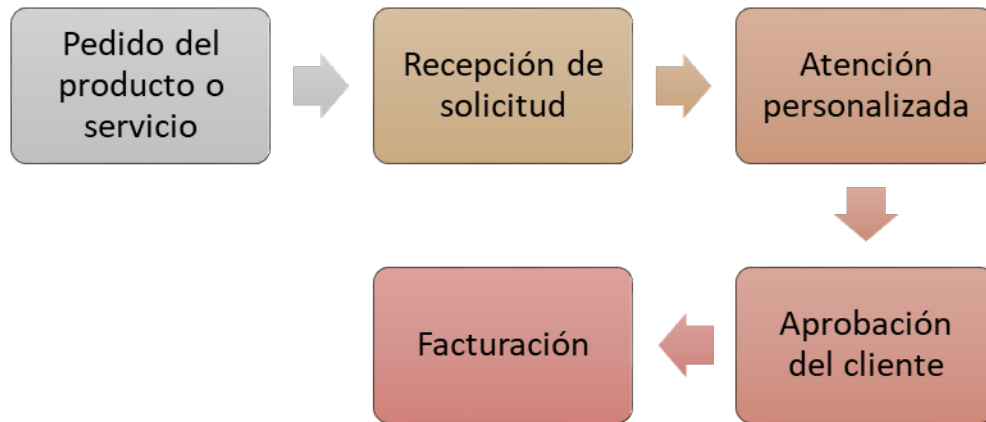 Pedido del
producto o
servicio
Recepción de
solicitud
Atención
personalizada
Aprobación
del cliente
Facturación